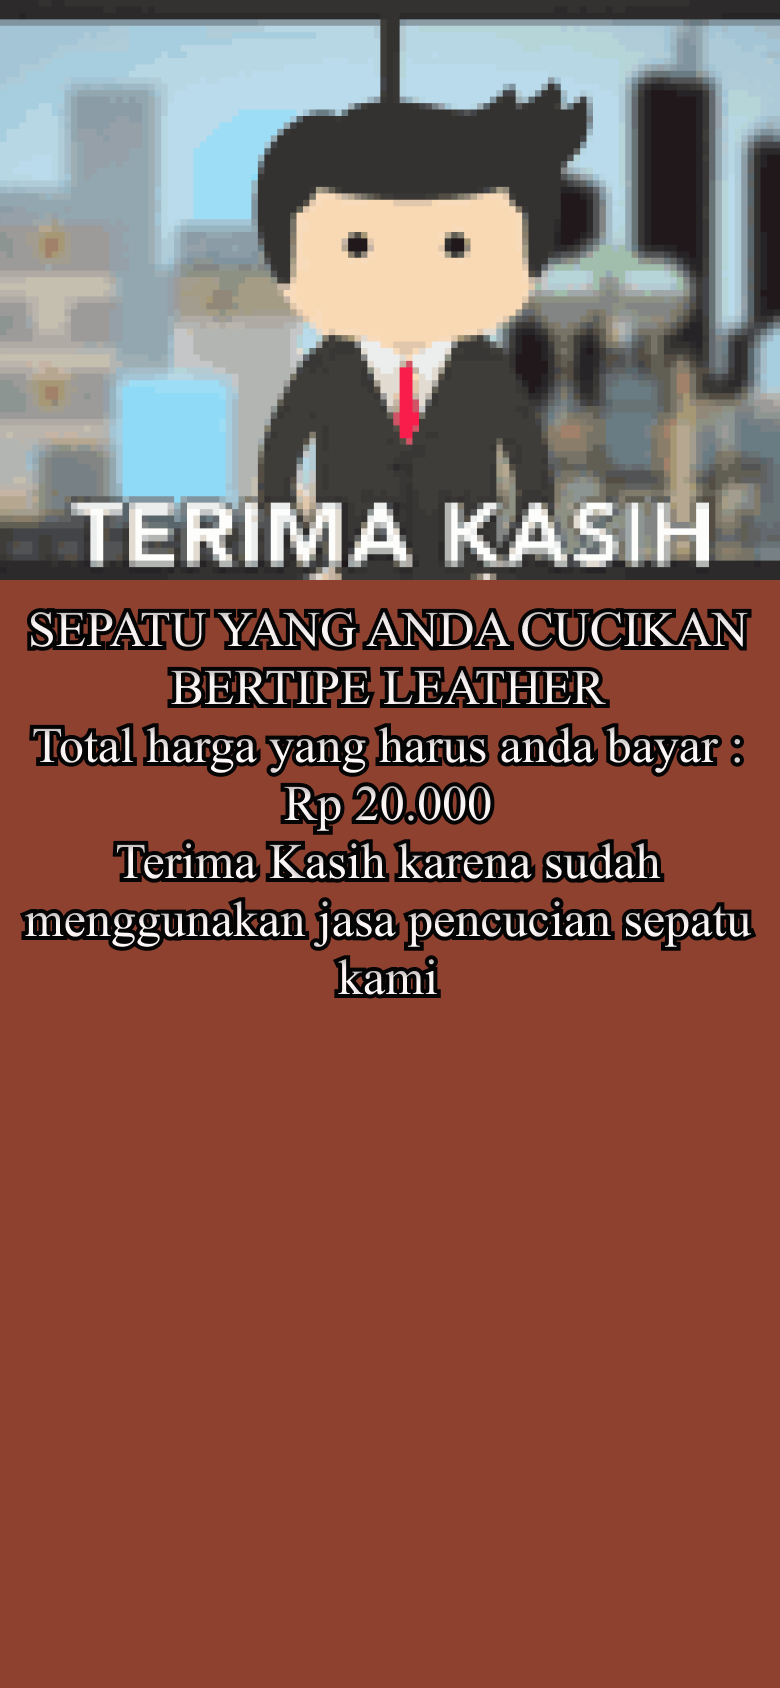 TERIMA KASIH
SEPATU YANG ANDA CUCIKAN
BERTIPE LEATHER
Total harga yang harus anda bayar :
Rp 20.000
Terima Kasih karena sudah
menggunakan jasa pencucian sepatu
kami